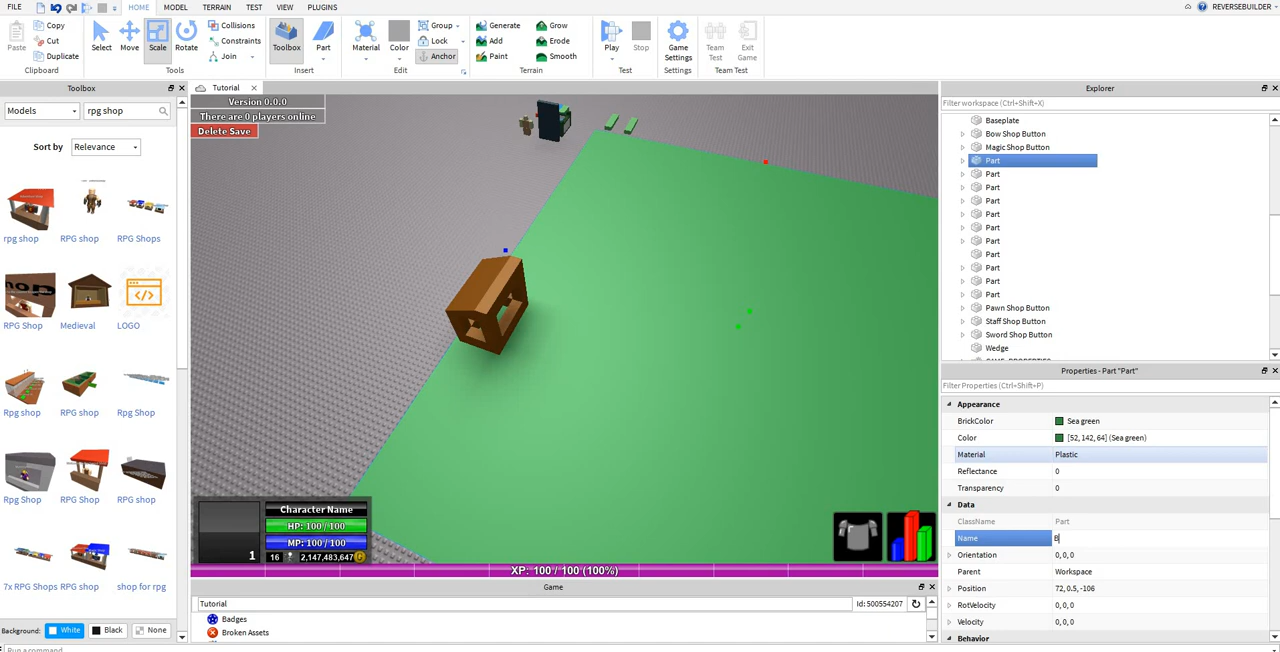 FILE HOME MODEL TERRAIN TEST VIEW PLUGINS REVERSEBUILDER
Paste Copy Cut Duplicate Select Move Scale Rotate Collisions Constraints Join Toolbox Part Material Color Group Lock Anchor Generate Add Paint Grow Erode Smooth Play Stop Game Settings Team Test Exit Game
Clipboard Tools Insert Edit Terrain Test Settings Team Test
Toolbox
Models rpg shop
Sort by Relevance
rpg shop RPG shop RPG Shops
RPG Shop Medieval LOGO
Rpg shop RPG shop Rpg Shop
Rpg Shop RPG Shop RPG shop
7x RPG Shops RPG shop shop for rpg
Background: White Black None
Run a command
Tutorial
Version 0.0.0
There are 0 players online
Delete Save
Character Name
HP: 100 / 100
MP: 100 / 100
1 16 2,147,483,647
XP: 100 / 100 (100%)
Game
Tutorial Id: 500554207
Badges
Broken Assets
Explorer
Filter workspace (Ctrl+Shift+X)
Baseplate
Bow Shop Button
Magic Shop Button
Part
Part
Part
Part
Part
Part
Part
Part
Part
Part
Part
Pawn Shop Button
Staff Shop Button
Sword Shop Button
Wedge
Properties - Part "Part"
Filter Properties (Ctrl+Shift+P)
Appearance
BrickColor Sea green
Color [52, 142, 64] (Sea green)
Material Plastic
Reflectance 0
Transparency 0
Data
ClassName Part
Name B
Orientation 0, 0, 0
Parent Workspace
Position 72, 0.5, -106
RotVelocity 0, 0, 0
Velocity 0, 0, 0
Behavior